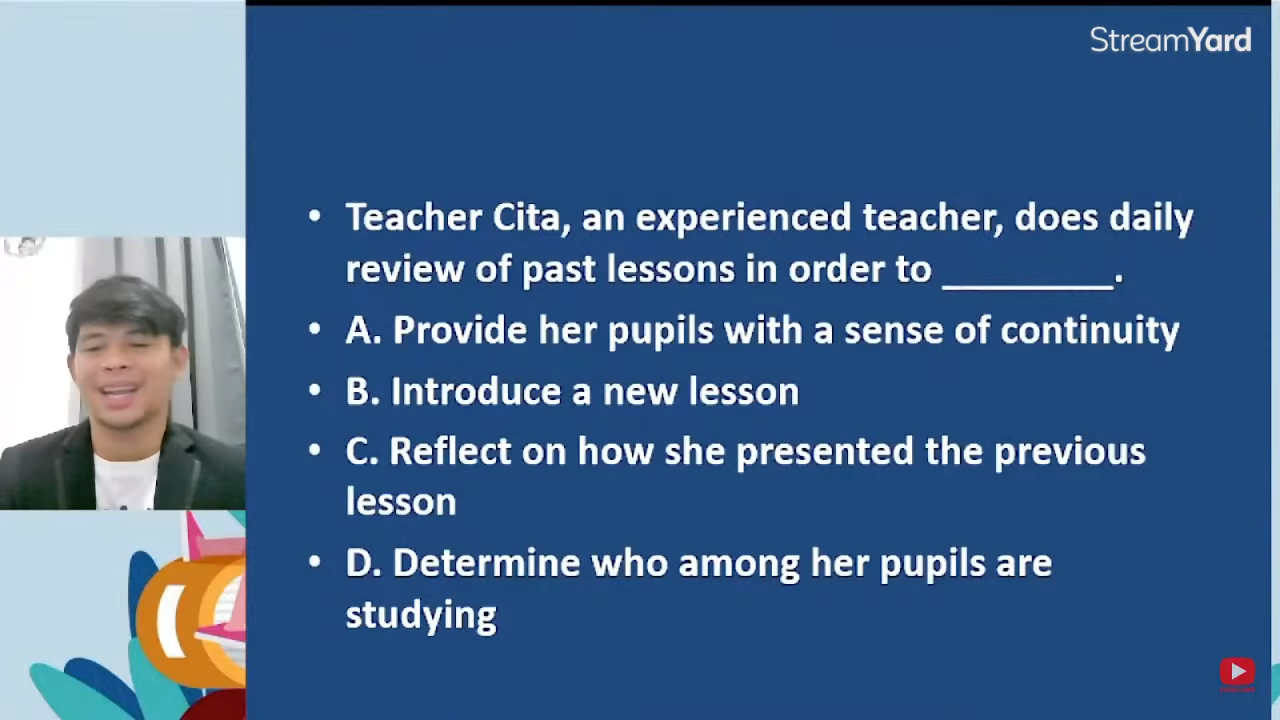 StreamYard
• Teacher Cita, an experienced teacher, does daily
review of past lessons in order to ________.
• A. Provide her pupils with a sense of continuity
• B. Introduce a new lesson
• C. Reflect on how she presented the previous
lesson
• D. Determine who among her pupils are
studying